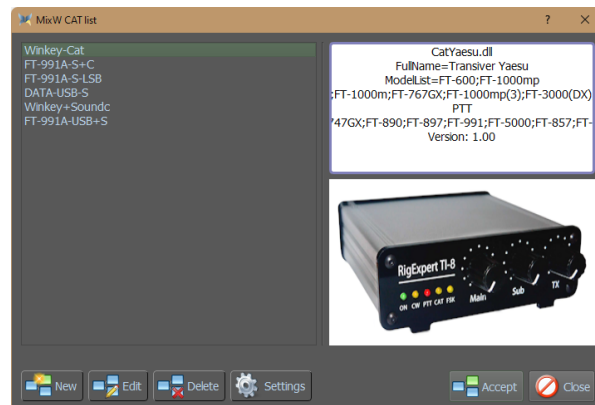 MixW CAT list
?
Winkey-Cat
FT-991A-S+C
FT-991A-S-LSB
DATA-USB-S
Winkey+Soundc
FT-991A-USB+S
CatYaesu.dll
FullName=Transiver Yaesu
ModelList=FT-600;FT-1000mp
;FT-1000m;FT-767GX;FT-1000mp(3);FT-3000(DX)
PTT
'47GX;FT-890;FT-897;FT-991;FT-5000;FT-857;FT-
Version: 1.00
RigExpert TI-8
ON CW PTT CAT FSK
Main Sub TX
New Edit Delete Settings Accept Close